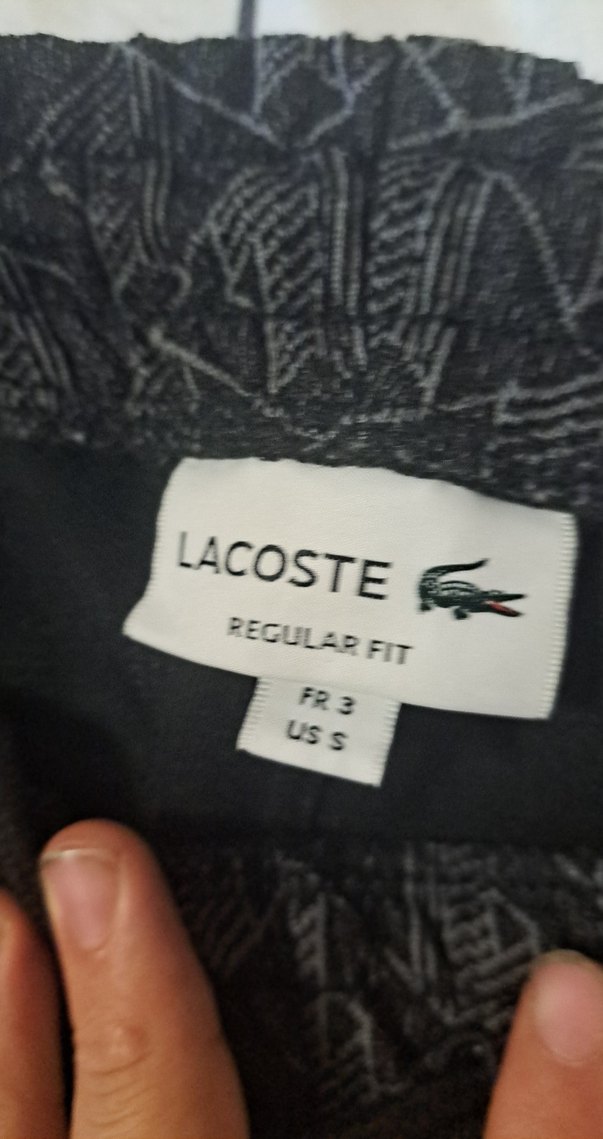 LACOSTE
REGULAR FIT
FR 3
US S